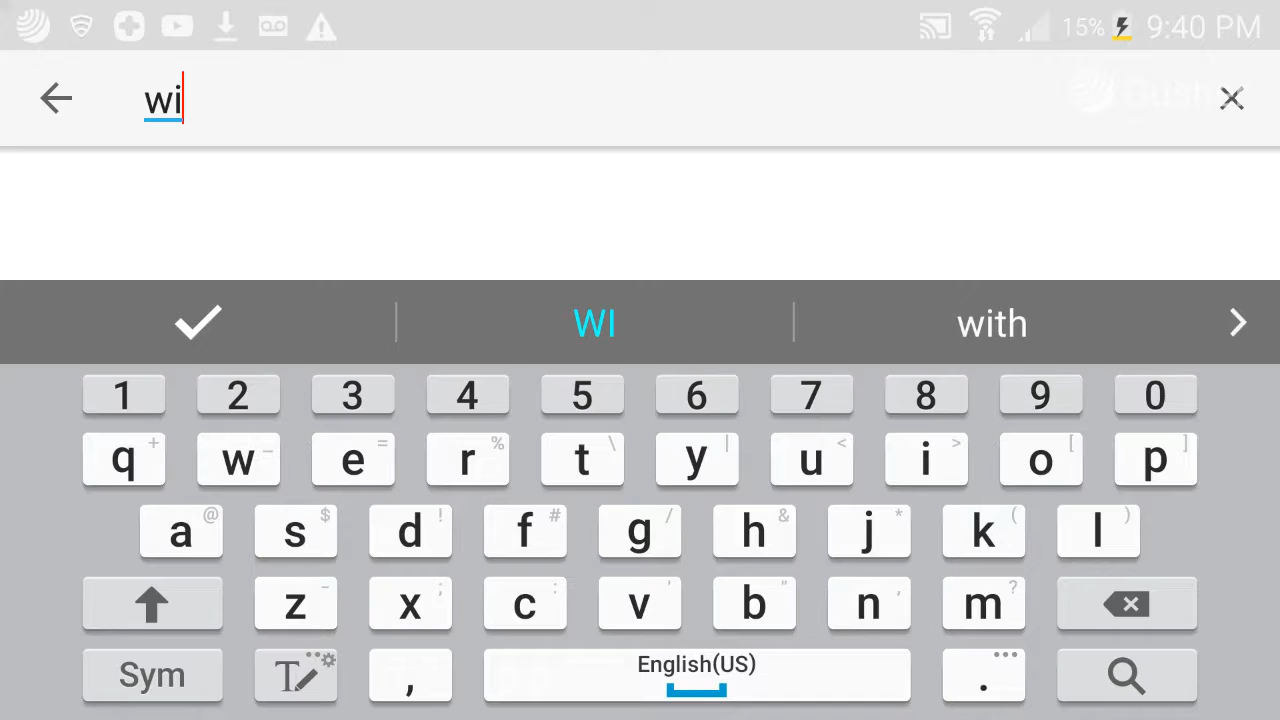 15% 9:40 PM
wi
WI with
1 2 3 4 5 6 7 8 9 0
q + w _ e = r % t \ y | u < i > o [ p ]
a @ s $ d ! f # g / h & j * k ( l )
z - x ; c : v ' b " n , m ?
Sym T , English(US) .